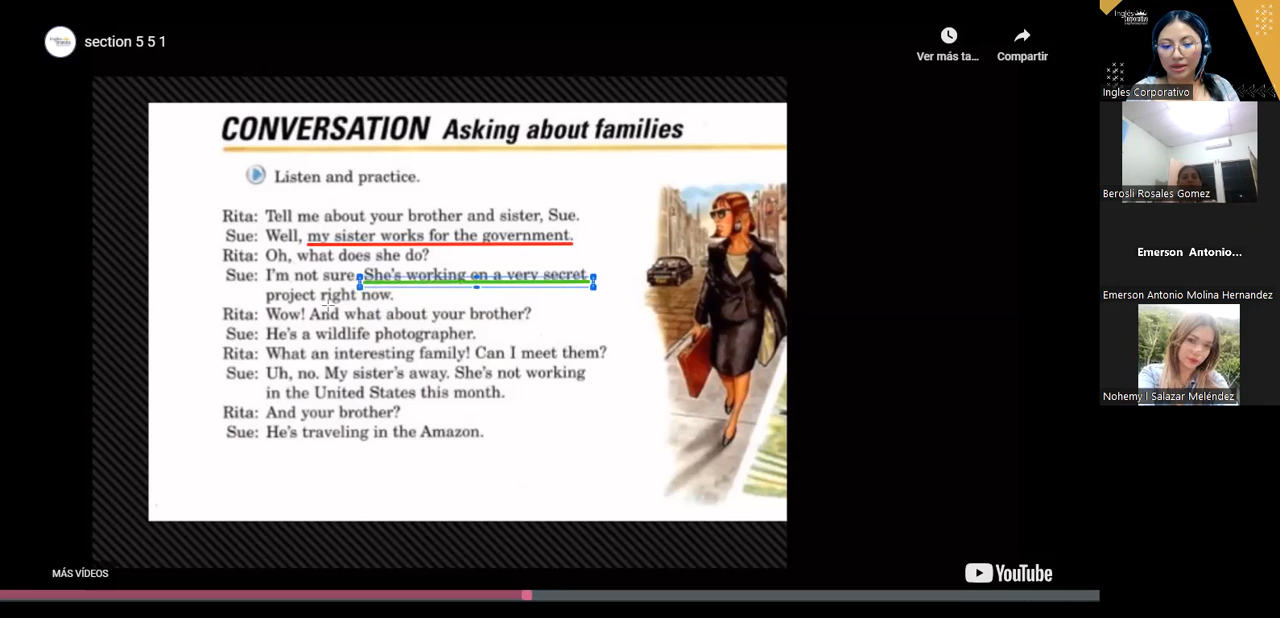 section 5 5 1
Ver más ta...
Compartir
CONVERSATION Asking about families
Listen and practice.
Rita: Tell me about your brother and sister, Sue.
Sue: Well, my sister works for the government.
Rita: Oh, what does she do?
Sue: I'm not sure. She's working on a very secret
project right now.
Rita: Wow! And what about your brother?
Sue: He's a wildlife photographer.
Rita: What an interesting family! Can I meet them?
Sue: Uh, no. My sister's away. She's not working
in the United States this month.
Rita: And your brother?
Sue: He's traveling in the Amazon.
MÁS VÍDEOS
YouTube
Inglés
Corporativo
Ingles Corporativo
Berosli Rosales Gomez
Emerson Antonio...
Emerson Antonio Molina Hernandez
Nohemy I Salazar Meléndez